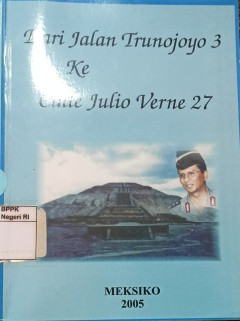 Dari Jalan Trunojoyo 3
Ke
Calle Julio Verne 27
BPPK
Negeri RI
MEKSIKO
2005